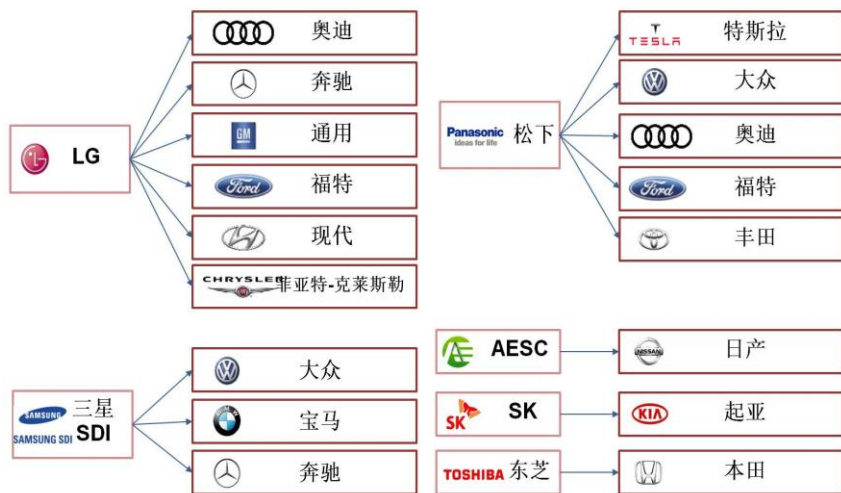 LG
奥迪
奔驰
GM
通用
Ford
福特
现代
CHRYSLER
菲亚特-克莱斯勒
Panasonic
ideas for life
松下
TESLA
特斯拉
大众
奥迪
Ford
福特
丰田
SAMSUNG
SAMSUNG SDI
三星
SDI
大众
宝马
奔驰
AESC
NISSAN
日产
SK
SK
KIA
起亚
TOSHIBA
东芝
本田